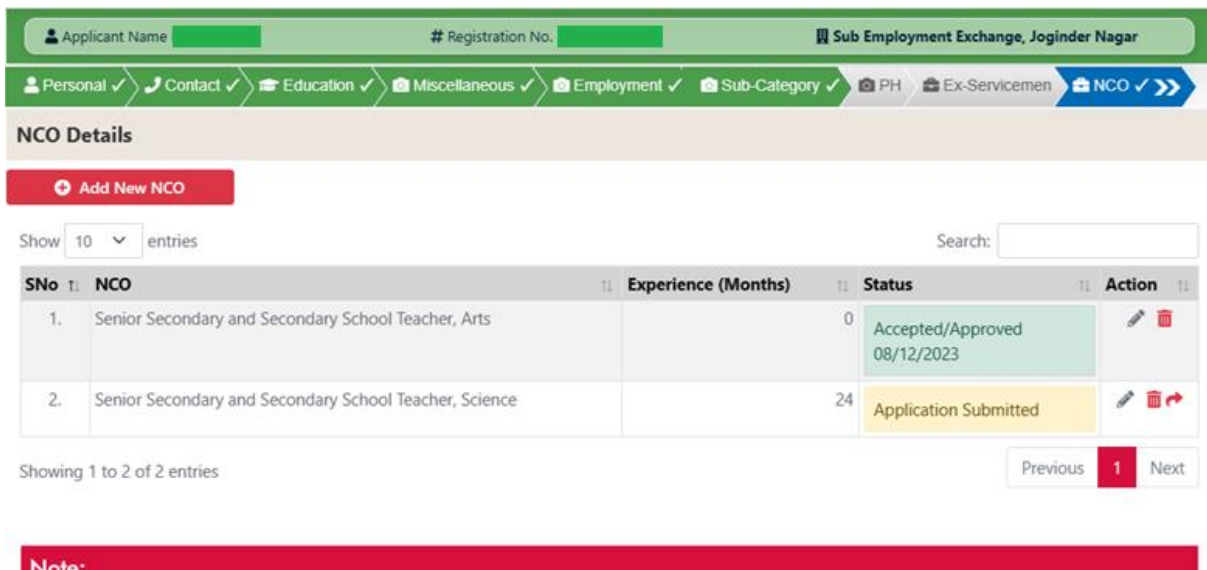 Applicant Name # Registration No. Sub Employment Exchange, Joginder Nagar
Personal ✓ Contact ✓ Education ✓ Miscellaneous ✓ Employment ✓ Sub-Category ✓ PH Ex-Servicemen NCO ✓
NCO Details
Add New NCO
Show 10 entries Search:
SNo NCO Experience (Months) Status Action
1. Senior Secondary and Secondary School Teacher, Arts 0 Accepted/Approved
08/12/2023
2. Senior Secondary and Secondary School Teacher, Science 24 Application Submitted
Showing 1 to 2 of 2 entries Previous 1 Next
Note: